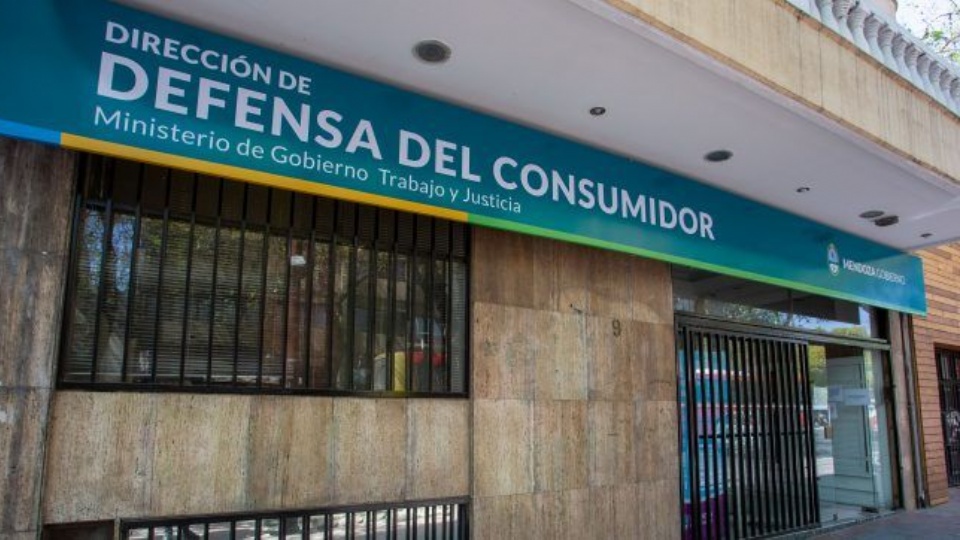 DIRECCIÓN DE
DEFENSA DEL CONSUMIDOR
Ministerio de Gobierno Trabajo y Justicia
MENDOZA GOBIERNO
9